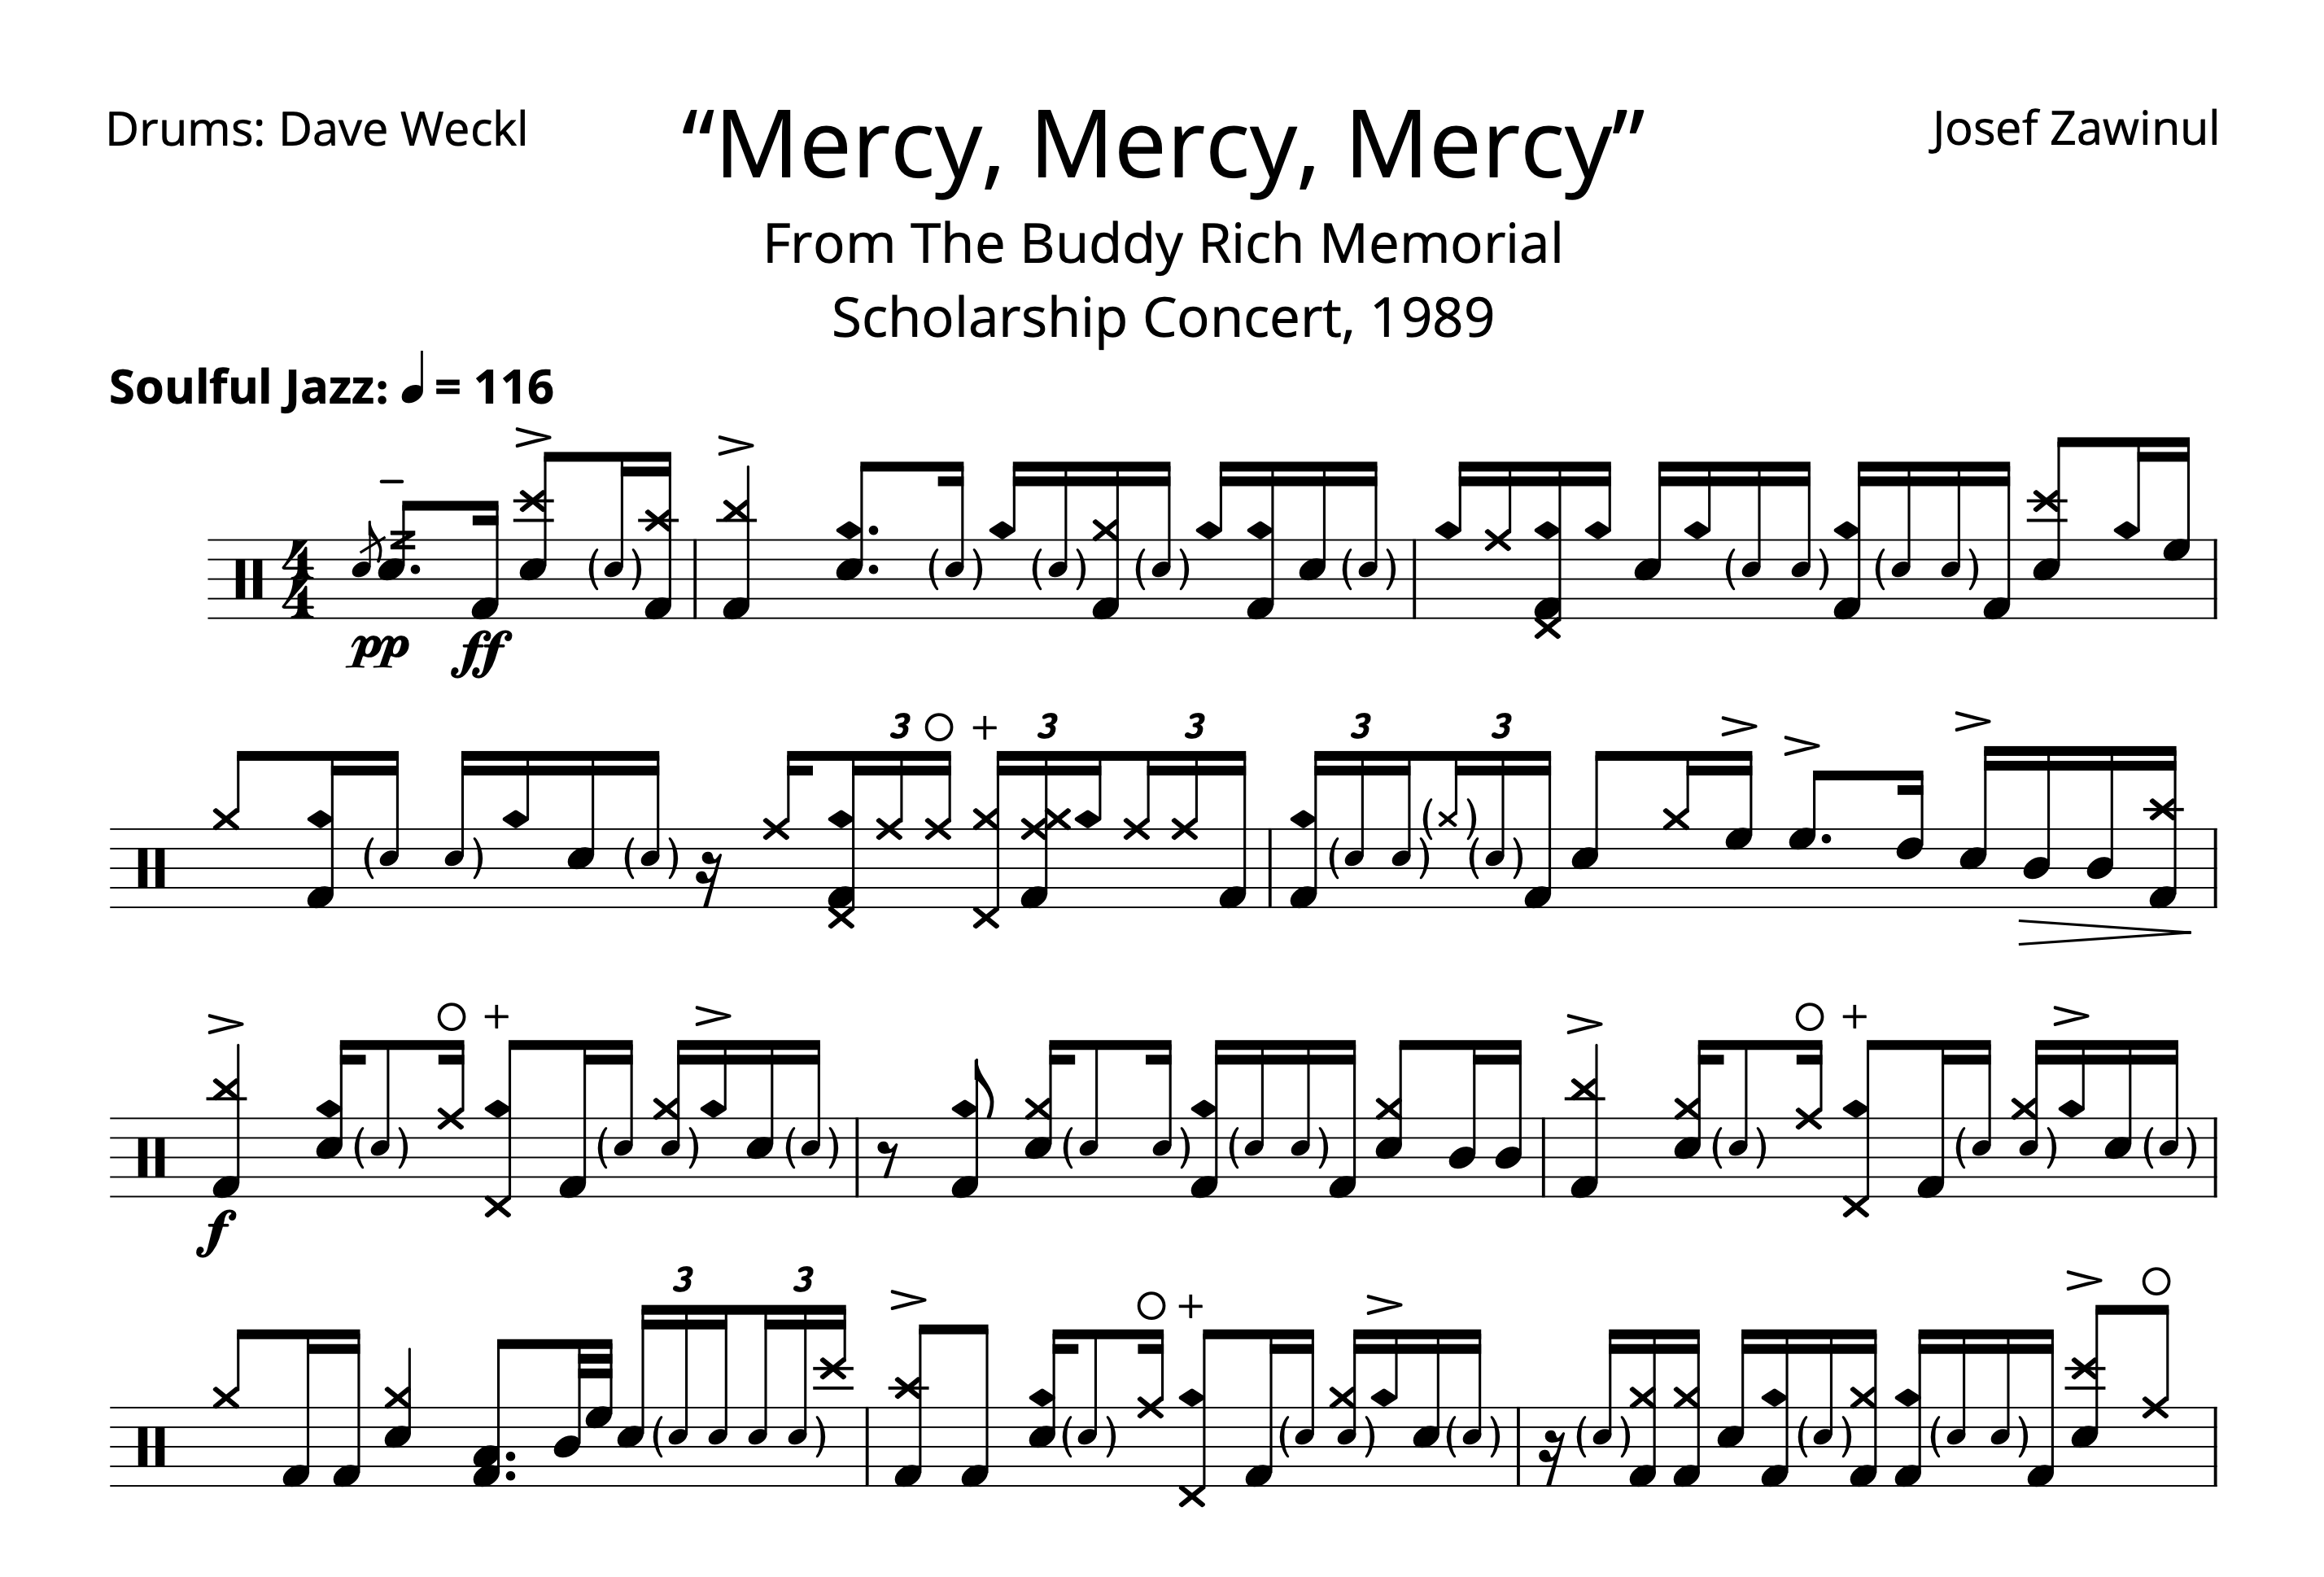 Drums: Dave Weckl
“Mercy, Mercy, Mercy”
Josef Zawinul
From The Buddy Rich Memorial
Scholarship Concert, 1989
Soulful Jazz: ♩ = 116
4
4
pp ff
3 3 3 3 3
f
3 3